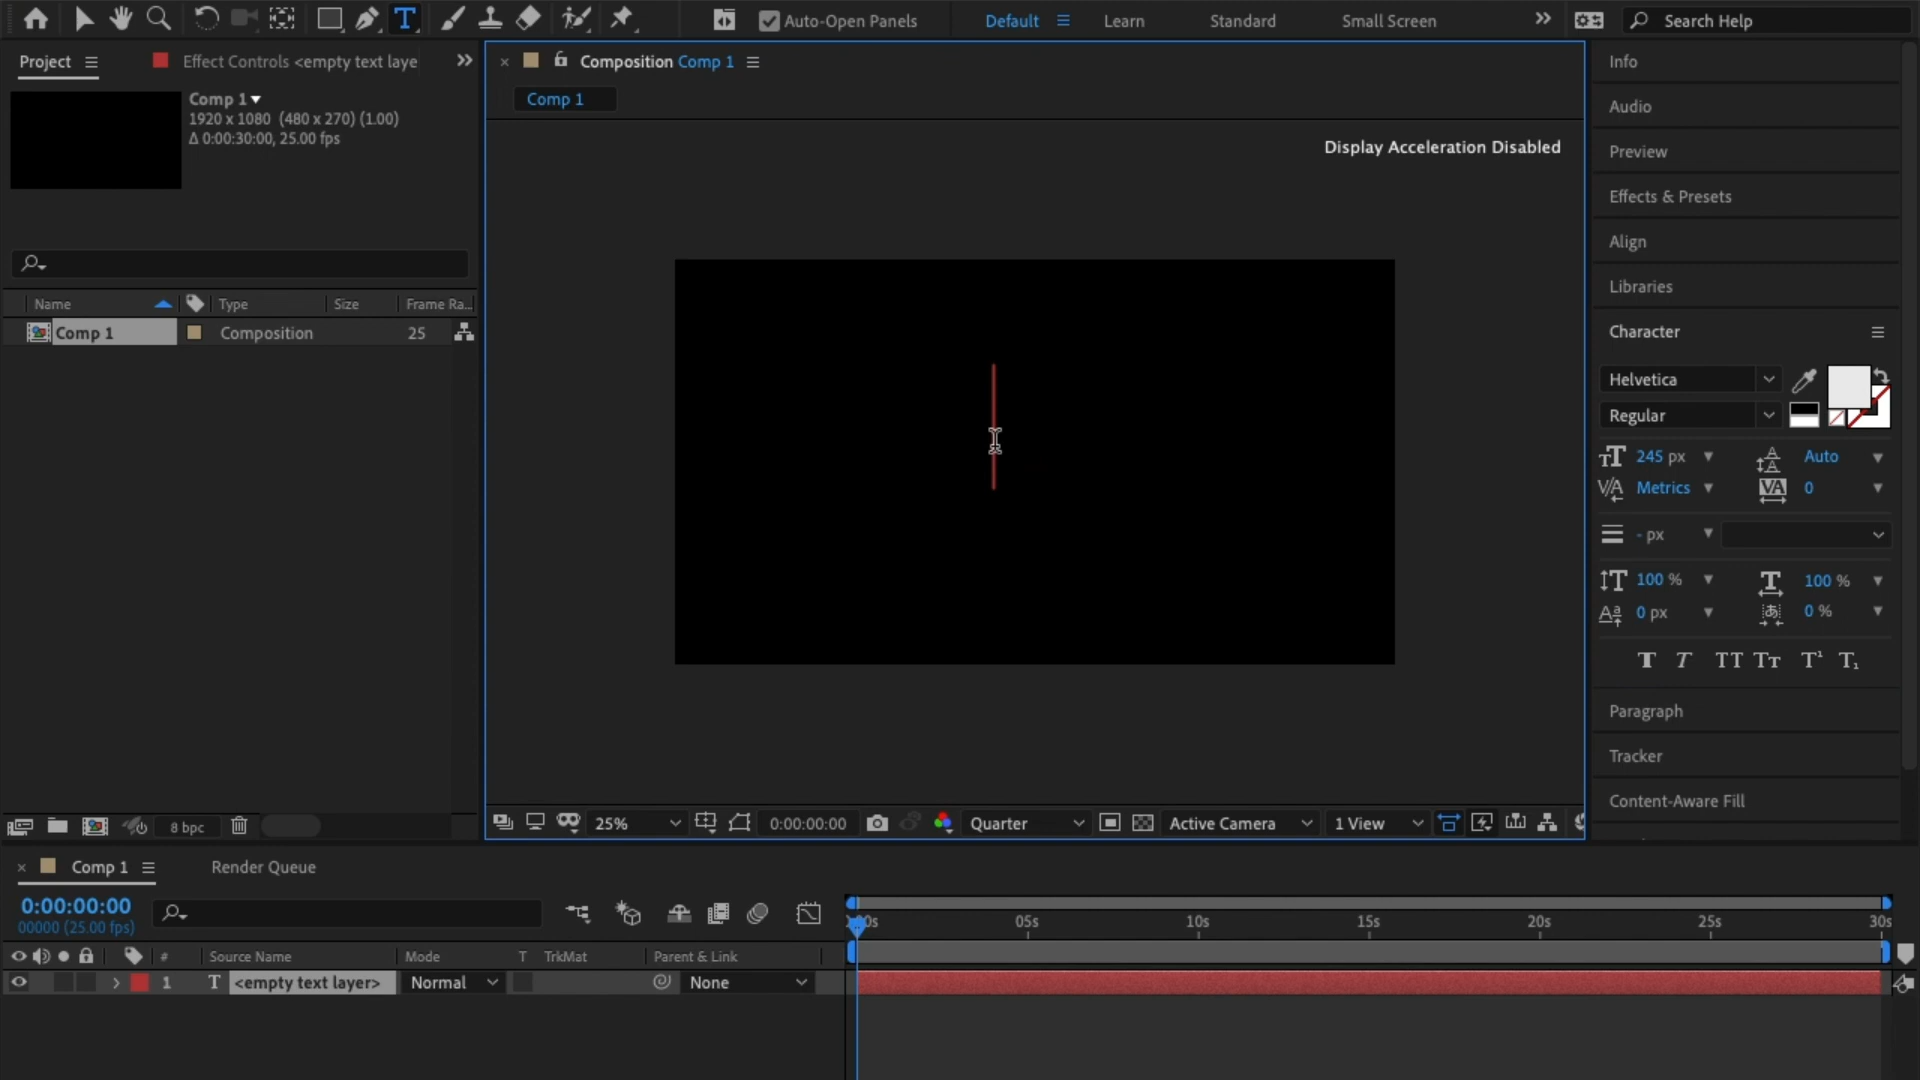 Auto-Open Panels
Default
Learn
Standard
Small Screen
Search Help
Project
Effect Controls <empty text laye
Composition Comp 1
Comp 1
1920 x 1080 (480 x 270) (1.00)
Δ 0:00:30:00, 25.00 fps
Comp 1
Display Acceleration Disabled
Name
Type
Size
Frame Ra...
Comp 1
Composition
25
8 bpc
25%
0:00:00:00
Quarter
Active Camera
1 View
Info
Audio
Preview
Effects & Presets
Align
Libraries
Character
Helvetica
Regular
245 px
Auto
Metrics
0
- px
100 %
100 %
0 px
0 %
Paragraph
Tracker
Content-Aware Fill
Comp 1
Render Queue
0:00:00:00
00000 (25.00 fps)
05s
10s
15s
20s
25s
30s
#
Source Name
Mode
T
TrkMat
Parent & Link
1
T
<empty text layer>
Normal
None